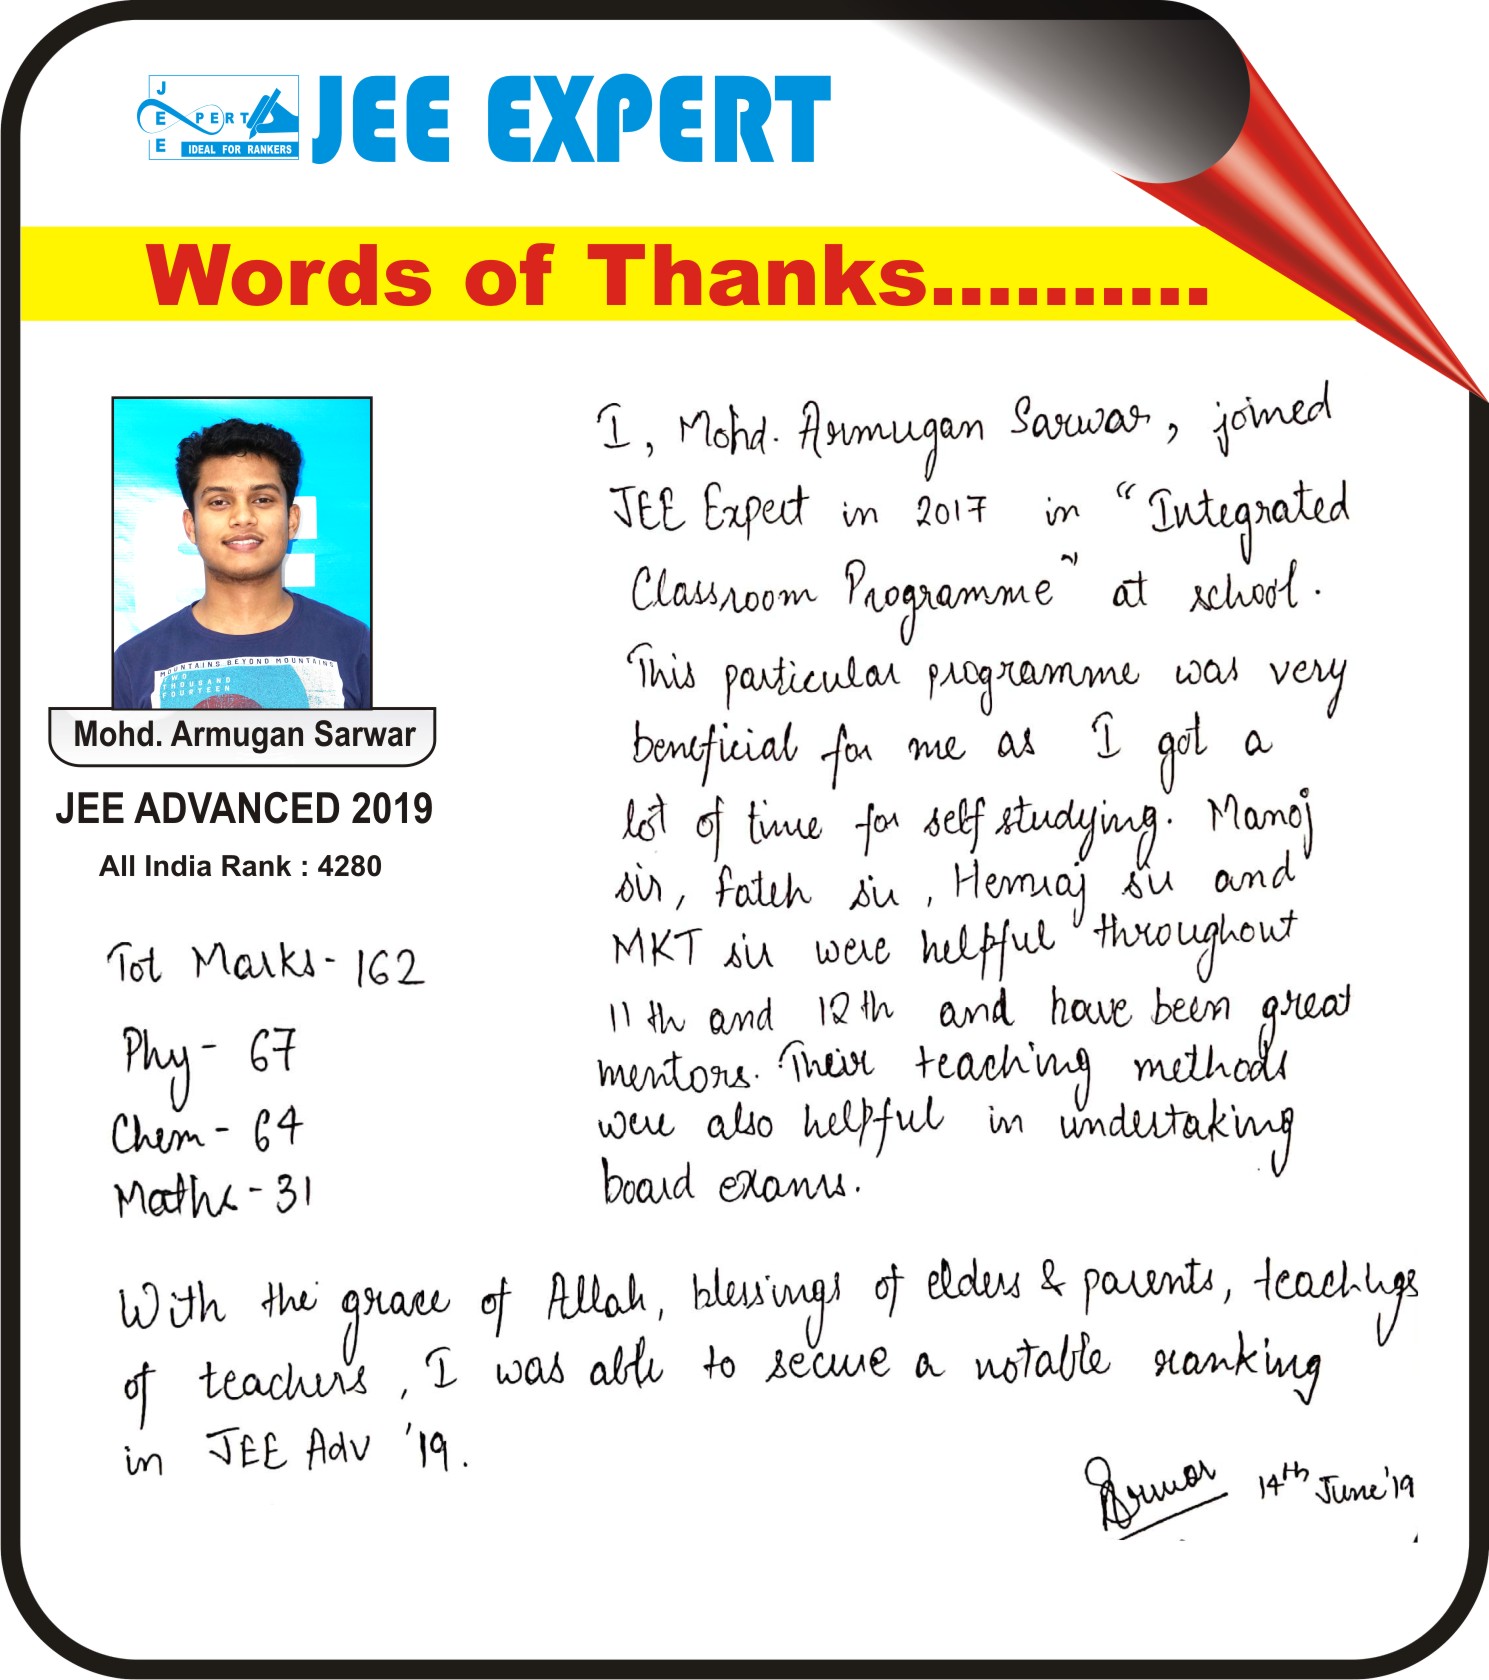 J
E PERT
E IDEAL FOR RANKERS
JEE EXPERT
Words of Thanks..........
MOUNTAINS BEYOND MOUNTAINS
TWO
THOUSAND
FOURTEEN
Mohd. Armugan Sarwar
JEE ADVANCED 2019
All India Rank : 4280
Tot Marks - 162
Phy - 67
Chem - 64
Maths - 31
I, Mohd. Armugan Sarwar, joined
JEE Expert in 2017 in "Integrated
Classroom Programme" at school.
This particular programme was very
beneficial for me as I got a
lot of time for self studying. Manoj
sir, Fateh sir, Hemraj sir and
MKT sir were helpful throughout
11th and 12th and have been great
mentors. Their teaching methods
were also helpful in undertaking
board exams.
With the grace of Allah, blessings of elders & parents, teachings
of teachers, I was able to secure a notable ranking
in JEE Adv '19.
Sarwar 14th June'19